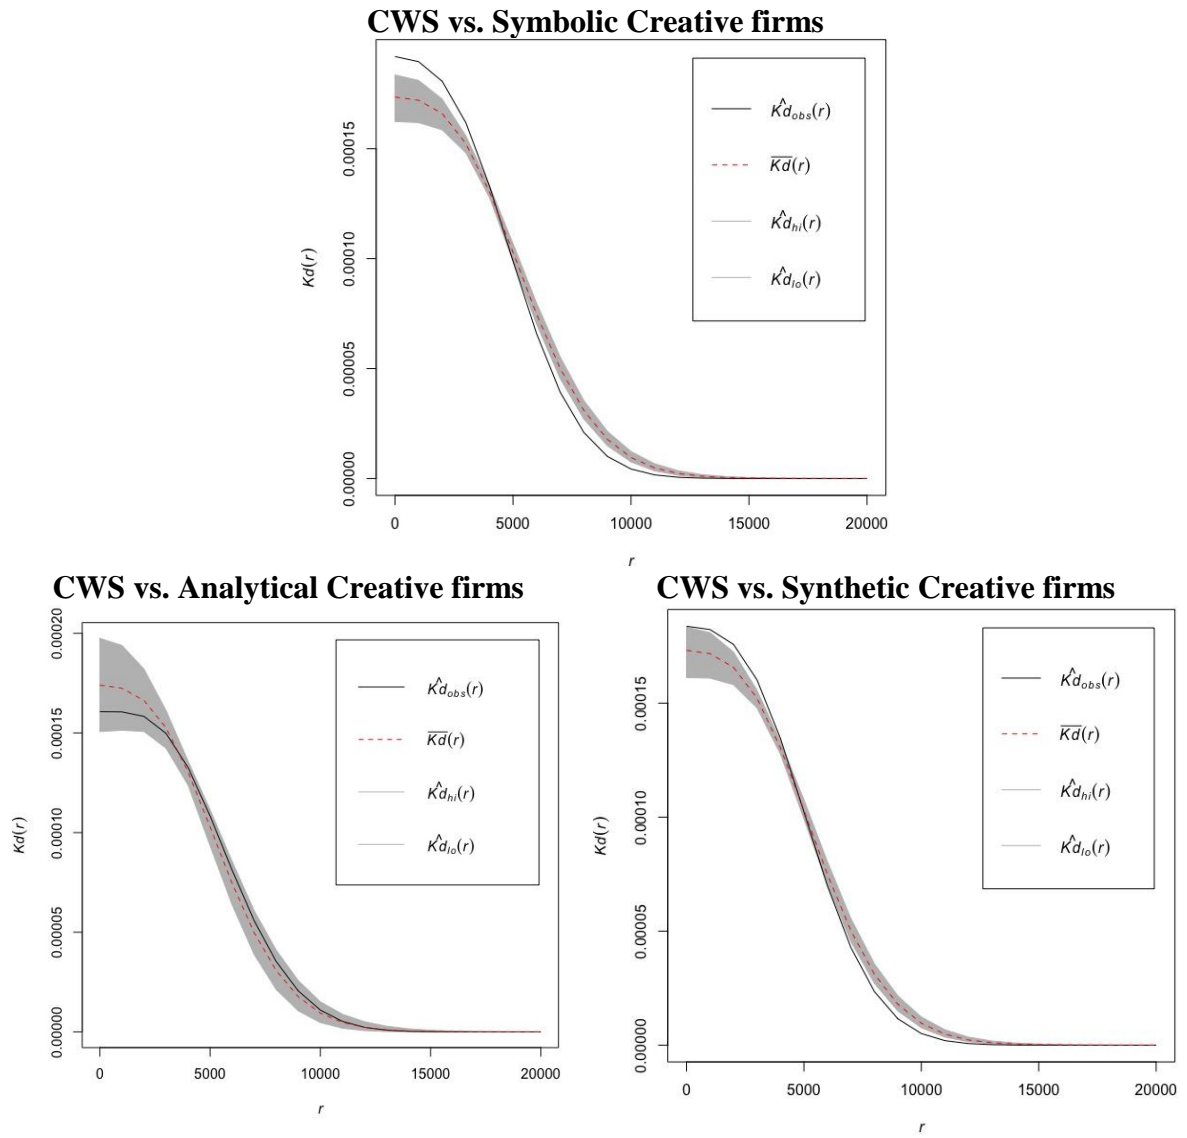 CWS vs. Symbolic Creative firms
K̂d_obs(r)
K̅d̅(r)
K̂d_hi(r)
K̂d_lo(r)
Kd(r)
0.00015
0.00010
0.00005
0.00000
0 5000 10000 15000 20000
r
CWS vs. Analytical Creative firms
K̂d_obs(r)
K̅d̅(r)
K̂d_hi(r)
K̂d_lo(r)
Kd(r)
0.00020
0.00015
0.00010
0.00005
0.00000
0 5000 10000 15000 20000
r
CWS vs. Synthetic Creative firms
K̂d_obs(r)
K̅d̅(r)
K̂d_hi(r)
K̂d_lo(r)
Kd(r)
0.00015
0.00010
0.00005
0.00000
0 5000 10000 15000 20000
r